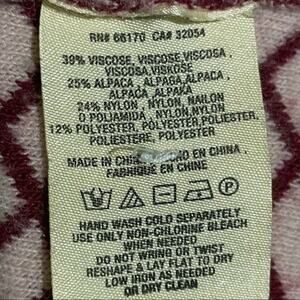 RN# 66170 CA# 32054
39% VISCOSE, VISCOSE, VISCOSA,
VISCOSA, VISKOSE
25% ALPACA, ALPAGA, ALPACA,
ALPACA, ALPAKA
24% NYLON, NYLON, NAILON
O POLIAMIDA, NYLON, NYLON
12% POLYESTER, POLYESTER, POLIESTER,
POLIESTERE, POLYESTER
MADE IN CHINA, HECHO EN CHINA,
FABRIQUE EN CHINE
P
HAND WASH COLD SEPARATELY
USE ONLY NON-CHLORINE BLEACH
WHEN NEEDED
DO NOT WRING OR TWIST
RESHAPE & LAY FLAT TO DRY
LOW IRON AS NEEDED
OR DRY CLEAN